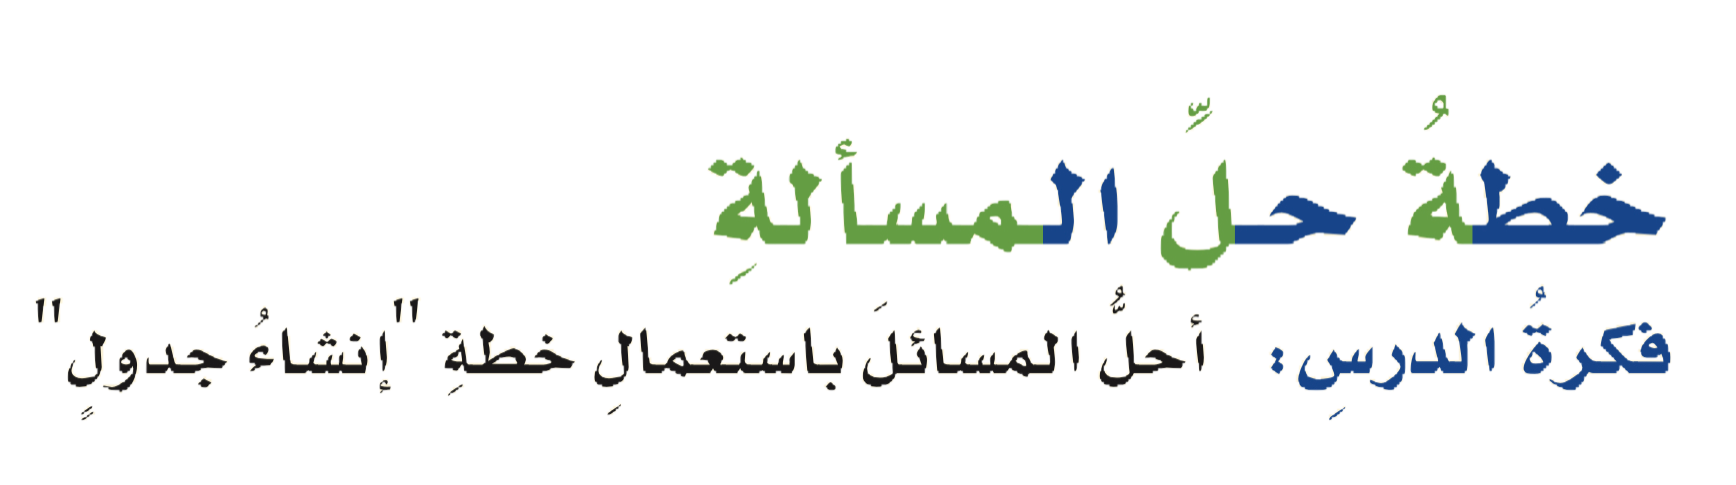 خطةُ حلِّ المسألةِ
فكرةُ الدرسِ: أحلُّ المسائلَ باستعمالِ خطةِ "إنشاءُ جدولٍ"